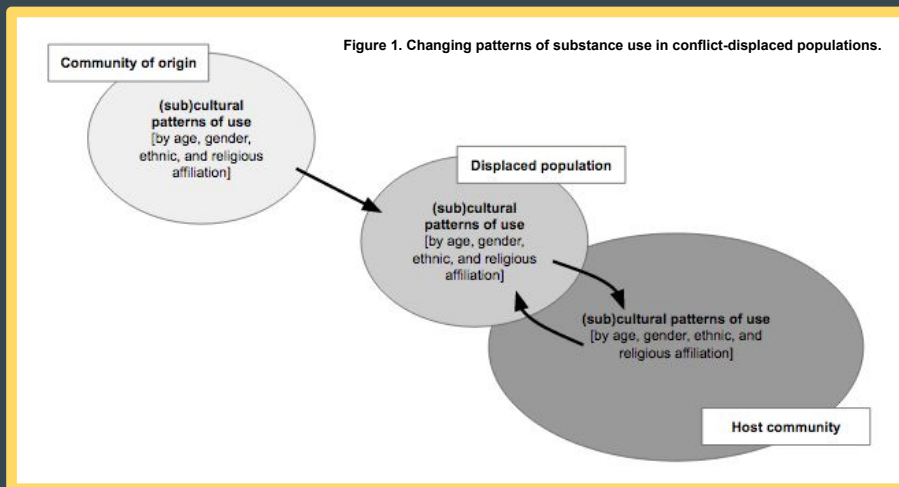 Figure 1. Changing patterns of substance use in conflict-displaced populations.
Community of origin
(sub)cultural
patterns of use
[by age, gender,
ethnic, and religious
affiliation]
Displaced population
(sub)cultural
patterns of use
[by age, gender,
ethnic, and religious
affiliation]
(sub)cultural patterns of use
[by age, gender, ethnic, and
religious affiliation]
Host community